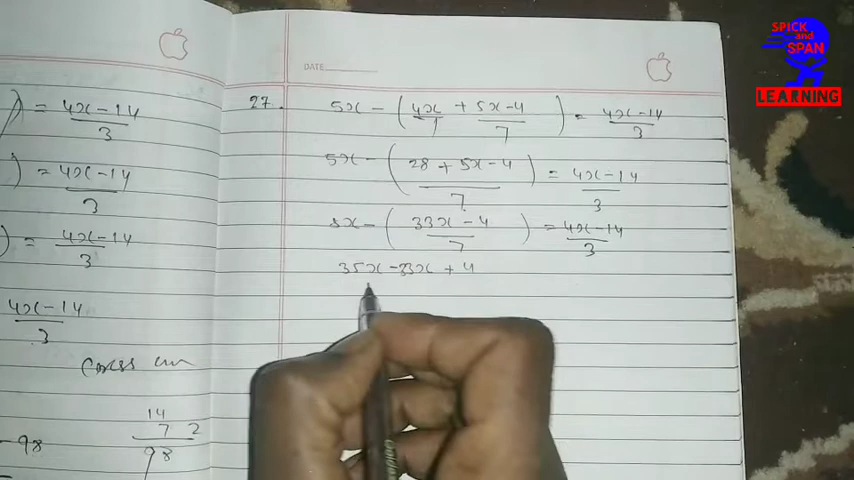 SPICK
and
SPAN
LEARNING
DATE
) = 4x-14 / 3
) = 4x-14 / 3
) = 4x-14 / 3
4x-14 / 3
Cross
14
7 2
-98
98
27. 5x - ( 4x/1 + 5x-4 / 7 ) = 4x-14 / 3
5x - ( 28 + 5x-4 / 7 ) = 4x-14 / 3
5x - ( 33x-4 / 7 ) = 4x-14 / 3
35x-33x + 4